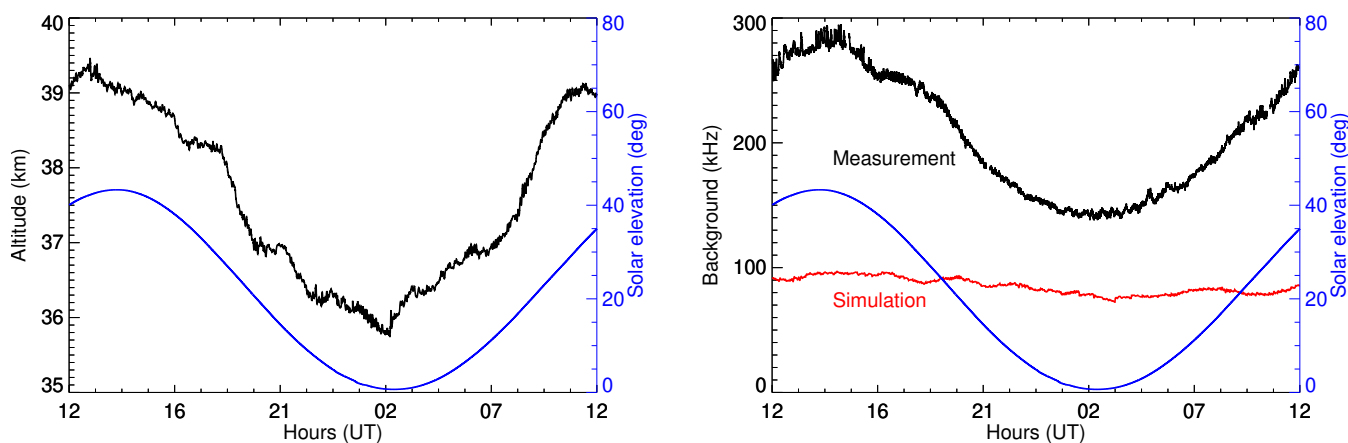 40
39
38
37
36
35
Altitude (km)
80
60
40
20
0
Solar elevation (deg)
12 16 21 02 07 12
Hours (UT)
300
200
100
0
Background (kHz)
Measurement
Simulation
80
60
40
20
0
Solar elevation (deg)
12 16 21 02 07 12
Hours (UT)